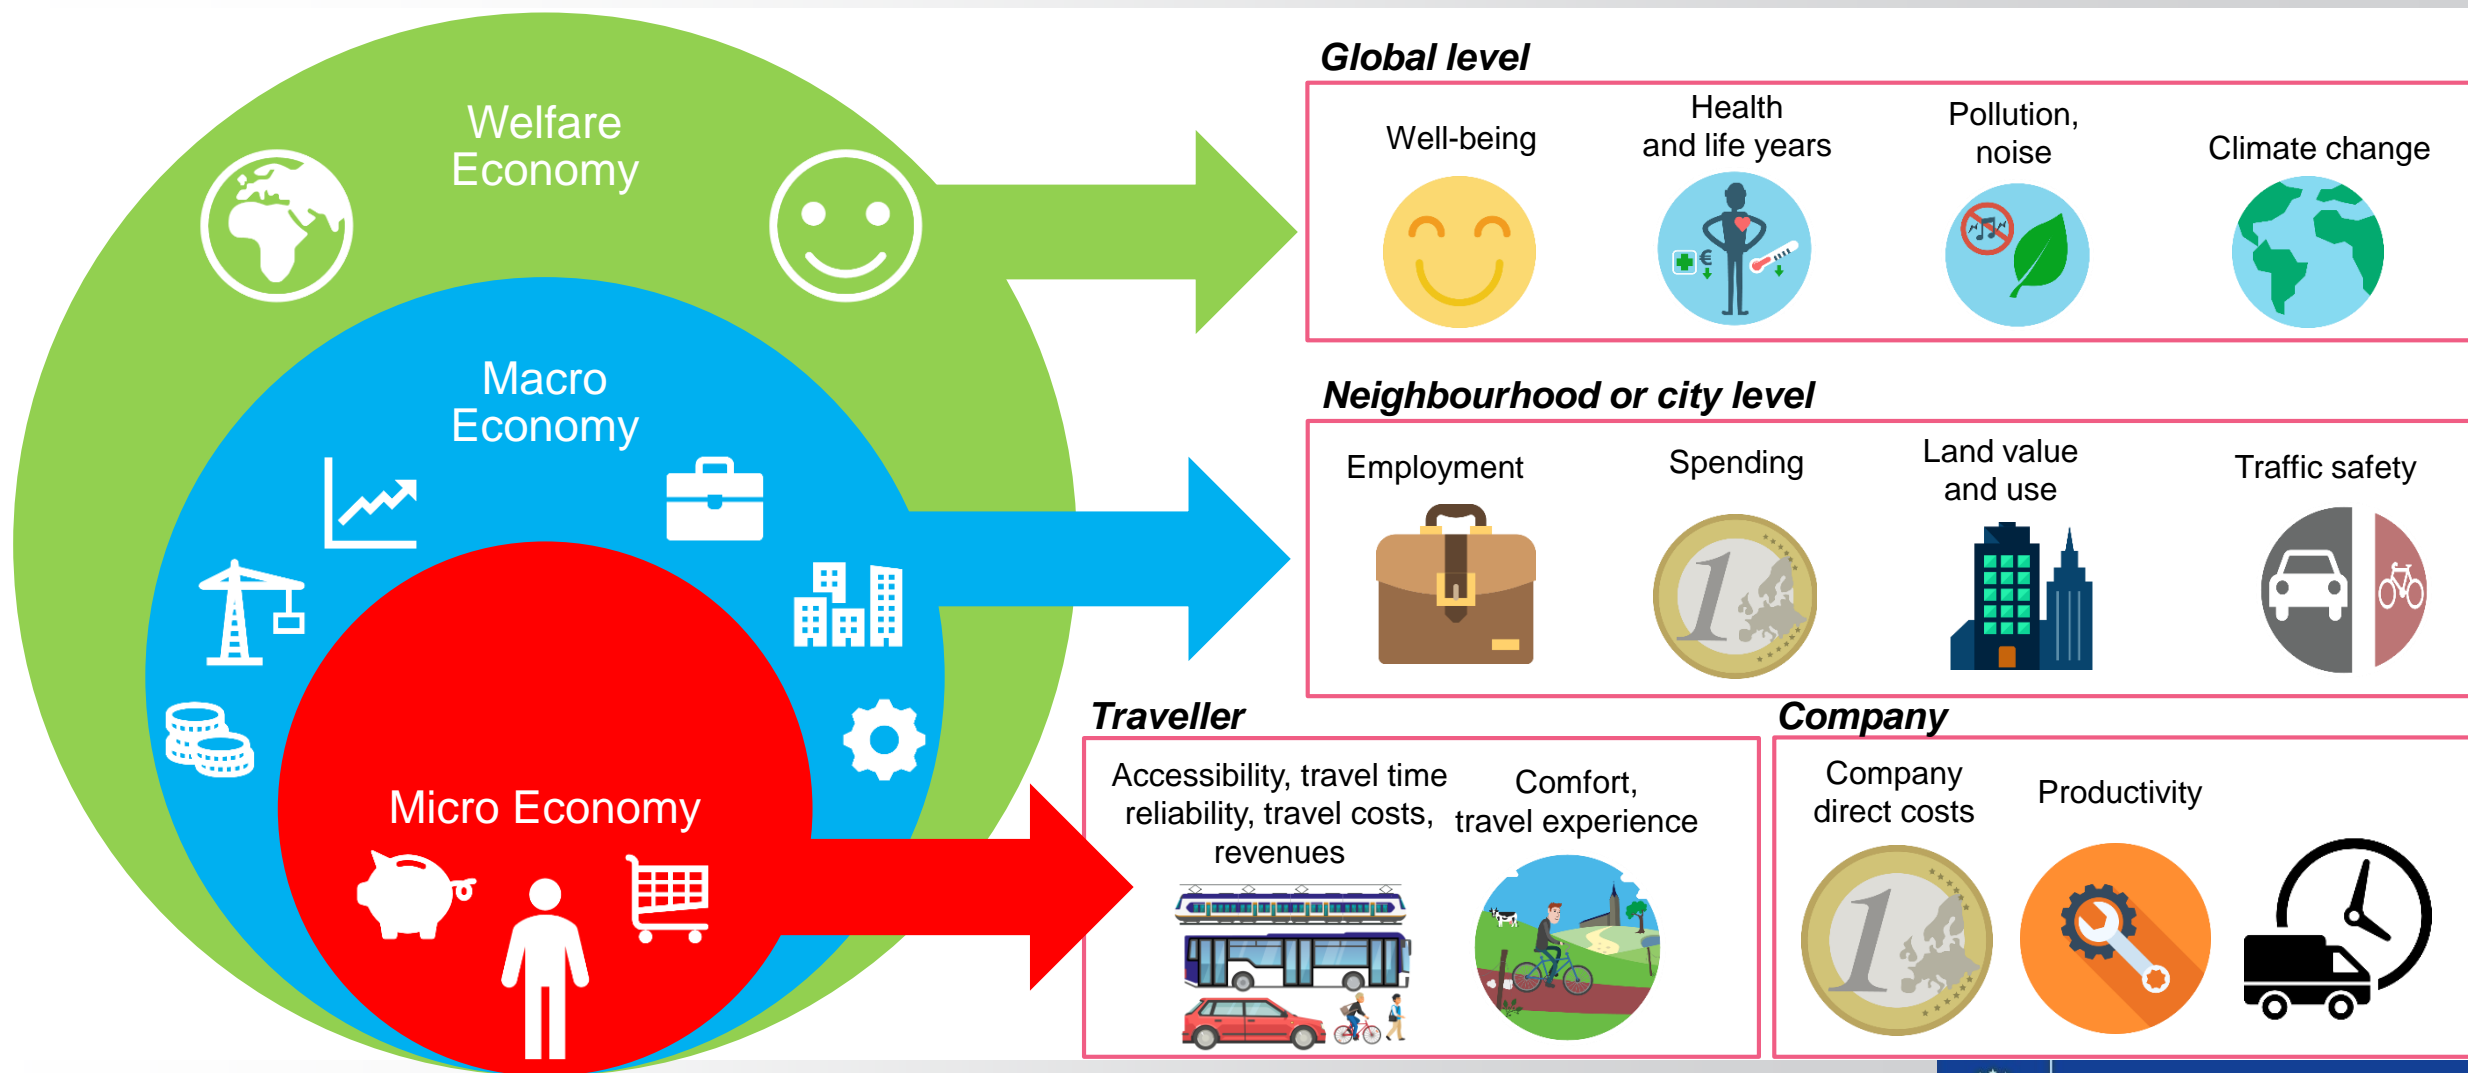 Welfare
Economy
Macro
Economy
Micro Economy
Global level
Well-being
Health
and life years
€
Pollution,
noise
Climate change
Neighbourhood or city level
Employment
Spending
1
Land value
and use
Traffic safety
Traveller
Accessibility, travel time
reliability, travel costs,
revenues
Comfort,
travel experience
Company
Company
direct costs
1
Productivity